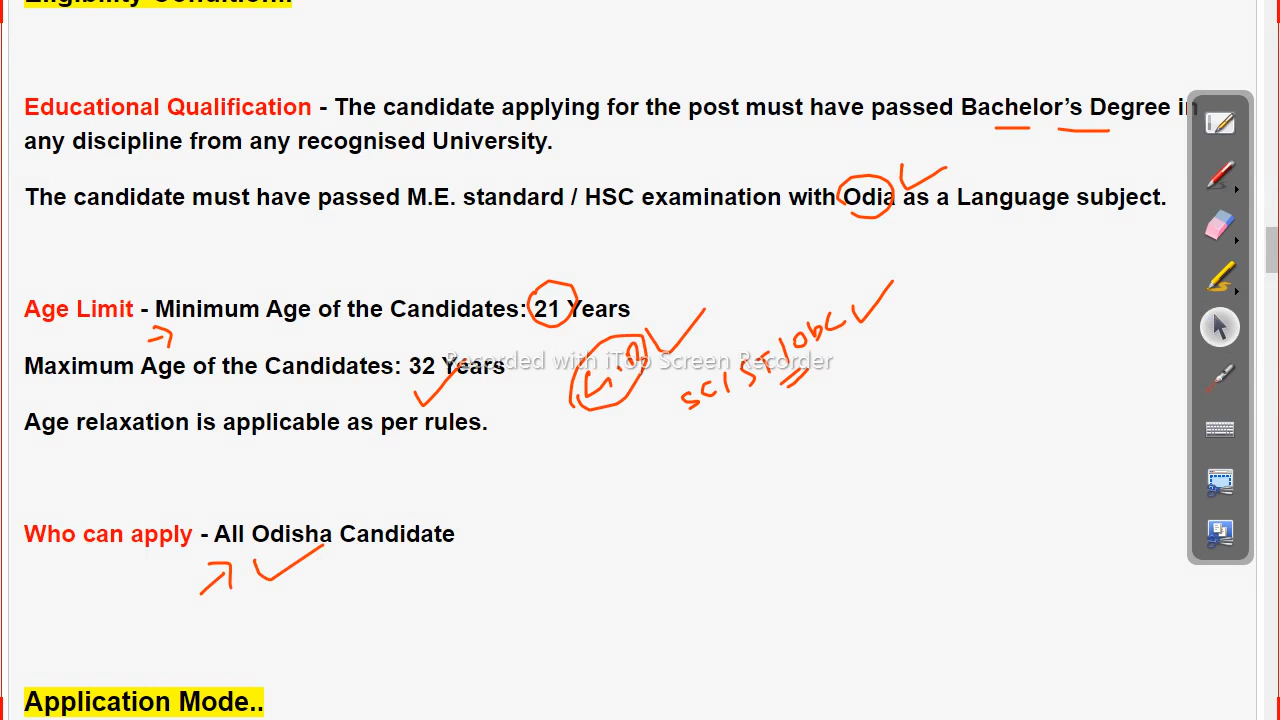 Eligibility Condition..
Educational Qualification - The candidate applying for the post must have passed Bachelor’s Degree in
any discipline from any recognised University.
The candidate must have passed M.E. standard / HSC examination with Odia as a Language subject.
Age Limit - Minimum Age of the Candidates: 21 Years
Maximum Age of the Candidates: 32 Years
Recorded with iTop Screen Recorder
SC/ST/obc
Age relaxation is applicable as per rules.
Who can apply - All Odisha Candidate
Application Mode..